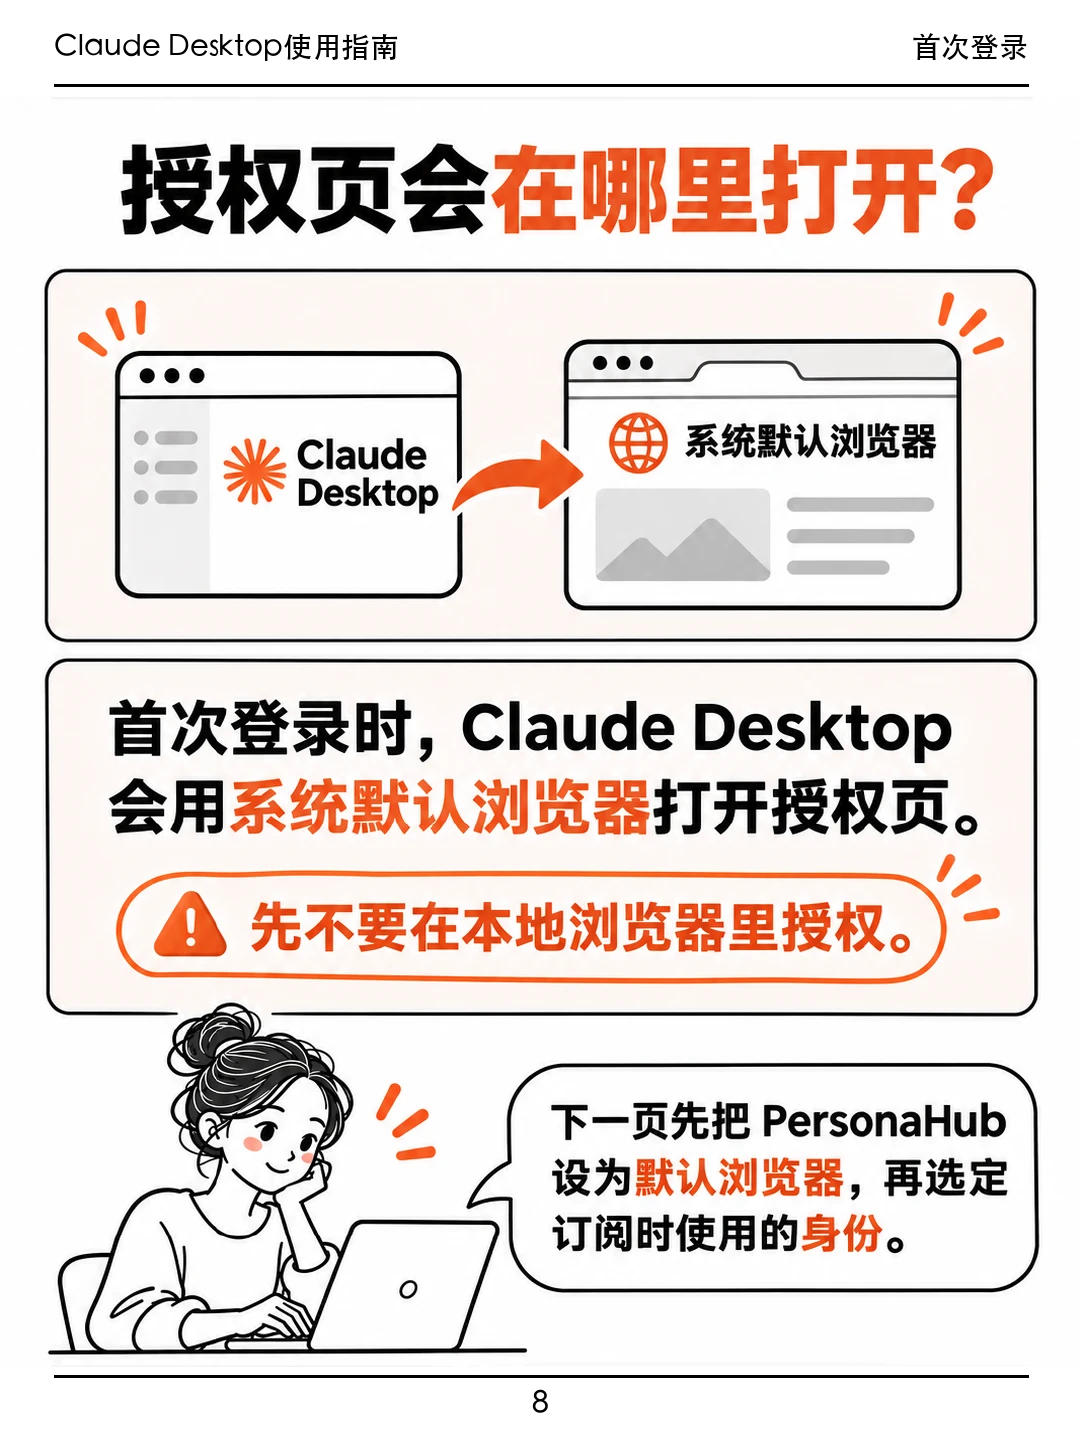 Claude Desktop使用指南
首次登录
授权页会在哪里打开?
Claude
Desktop
系统默认浏览器
首次登录时，Claude Desktop
会用系统默认浏览器打开授权页。
先不要在本地浏览器里授权。
下一页先把 PersonaHub
设为默认浏览器，再选定
订阅时使用的身份。
8